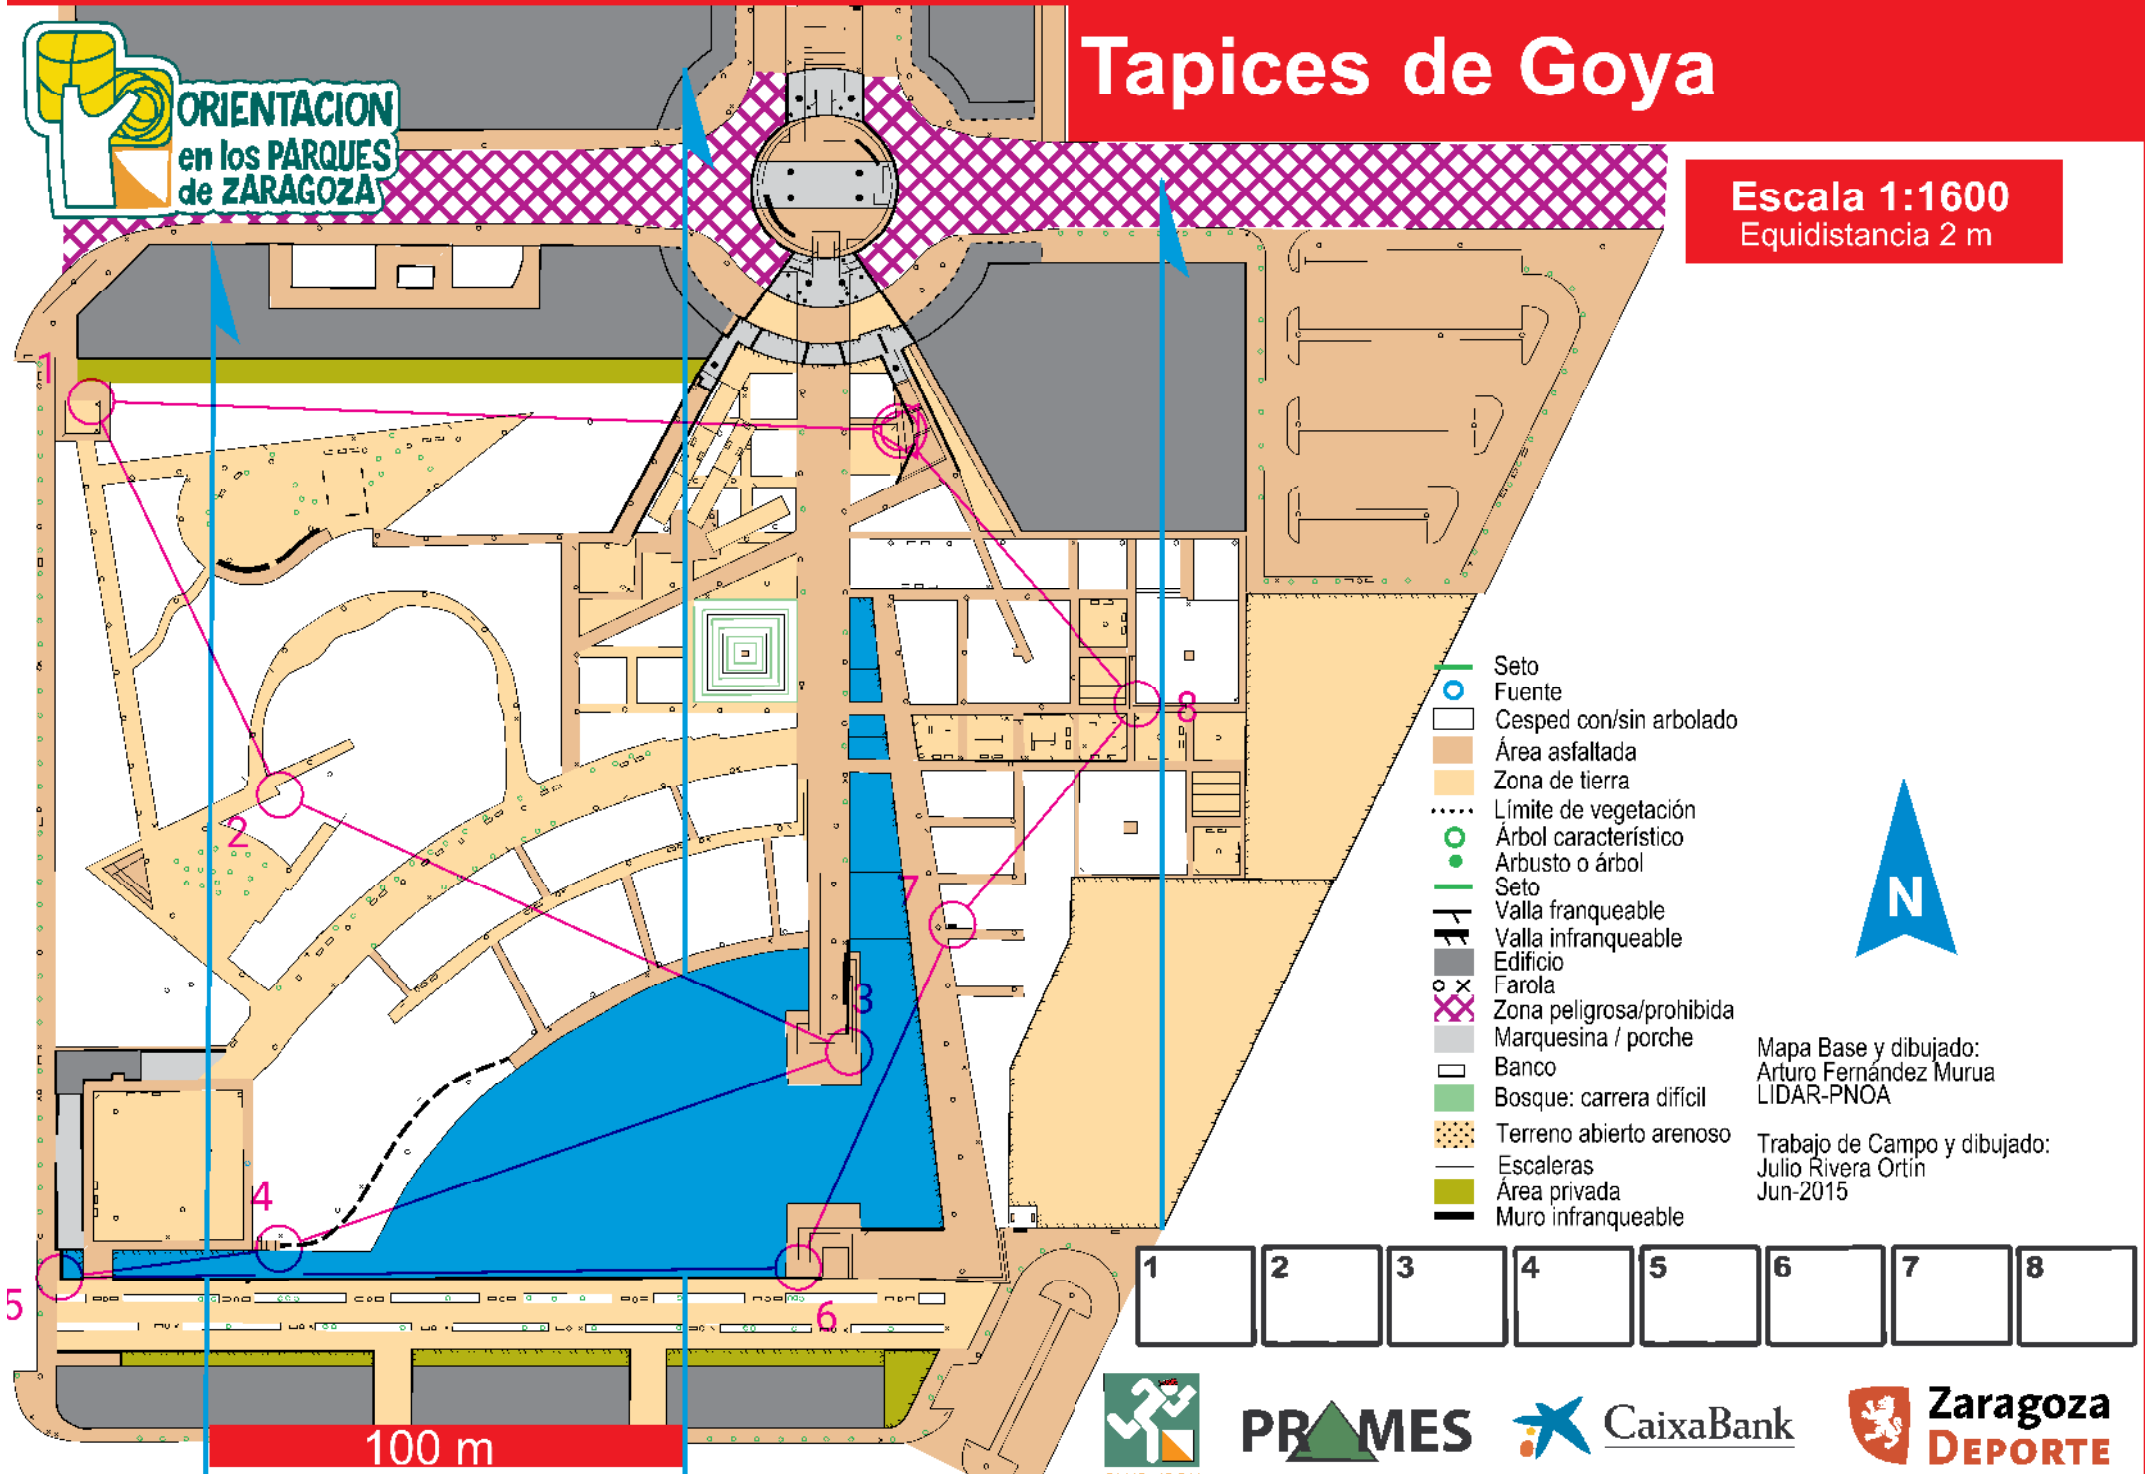 Tapices de Goya
ORIENTACION
en los PARQUES
de ZARAGOZA
Escala 1:1600
Equidistancia 2 m
1
2
3
4
5
6
7
8
Seto
Fuente
Cesped con/sin arbolado
Área asfaltada
Zona de tierra
Límite de vegetación
Árbol característico
Arbusto o árbol
Seto
Valla franqueable
Valla infranqueable
Edificio
Farola
Zona peligrosa/prohibida
Marquesina / porche
Banco
Bosque: carrera difícil
Terreno abierto arenoso
Escaleras
Área privada
Muro infranqueable
N
Mapa Base y dibujado:
Arturo Fernández Murua
LIDAR-PNOA
Trabajo de Campo y dibujado:
Julio Rivera Ortín
Jun-2015
1 2 3 4 5 6 7 8
100 m
PRAMES
CaixaBank
Zaragoza
DEPORTE